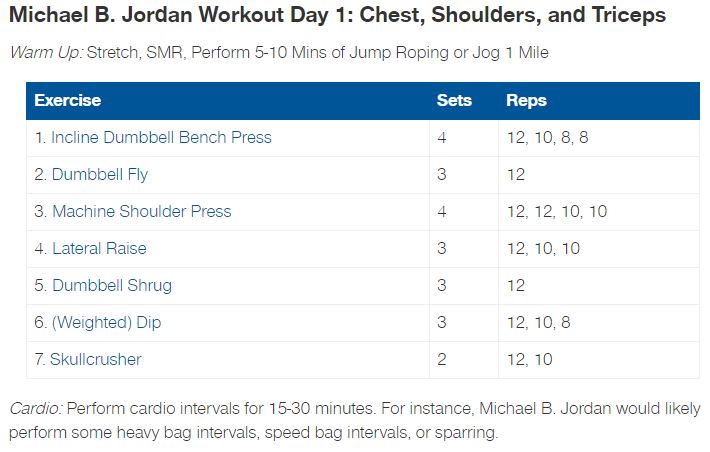 Michael B. Jordan Workout Day 1: Chest, Shoulders, and Triceps
Warm Up: Stretch, SMR, Perform 5-10 Mins of Jump Roping or Jog 1 Mile
Exercise Sets Reps
1. Incline Dumbbell Bench Press 4 12, 10, 8, 8
2. Dumbbell Fly 3 12
3. Machine Shoulder Press 4 12, 12, 10, 10
4. Lateral Raise 3 12, 10, 10
5. Dumbbell Shrug 3 12
6. (Weighted) Dip 3 12, 10, 8
7. Skullcrusher 2 12, 10
Cardio: Perform cardio intervals for 15-30 minutes. For instance, Michael B. Jordan would likely
perform some heavy bag intervals, speed bag intervals, or sparring.